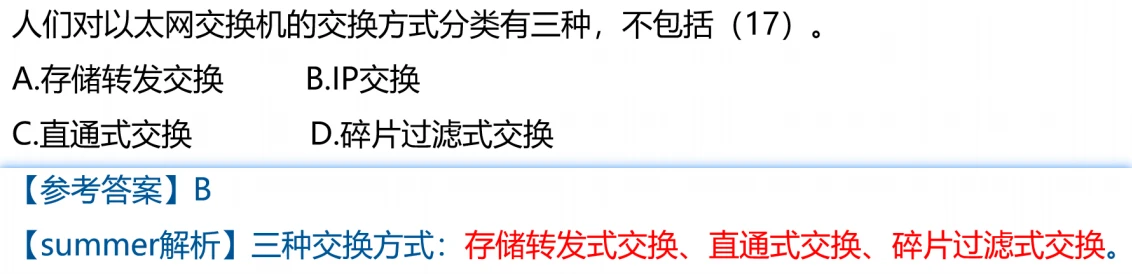 人们对以太网交换机的交换方式分类有三种，不包括（17）。
A.存储转发交换 B.IP交换
C.直通式交换 D.碎片过滤式交换
【参考答案】B
【summer解析】三种交换方式：存储转发式交换、直通式交换、碎片过滤式交换。